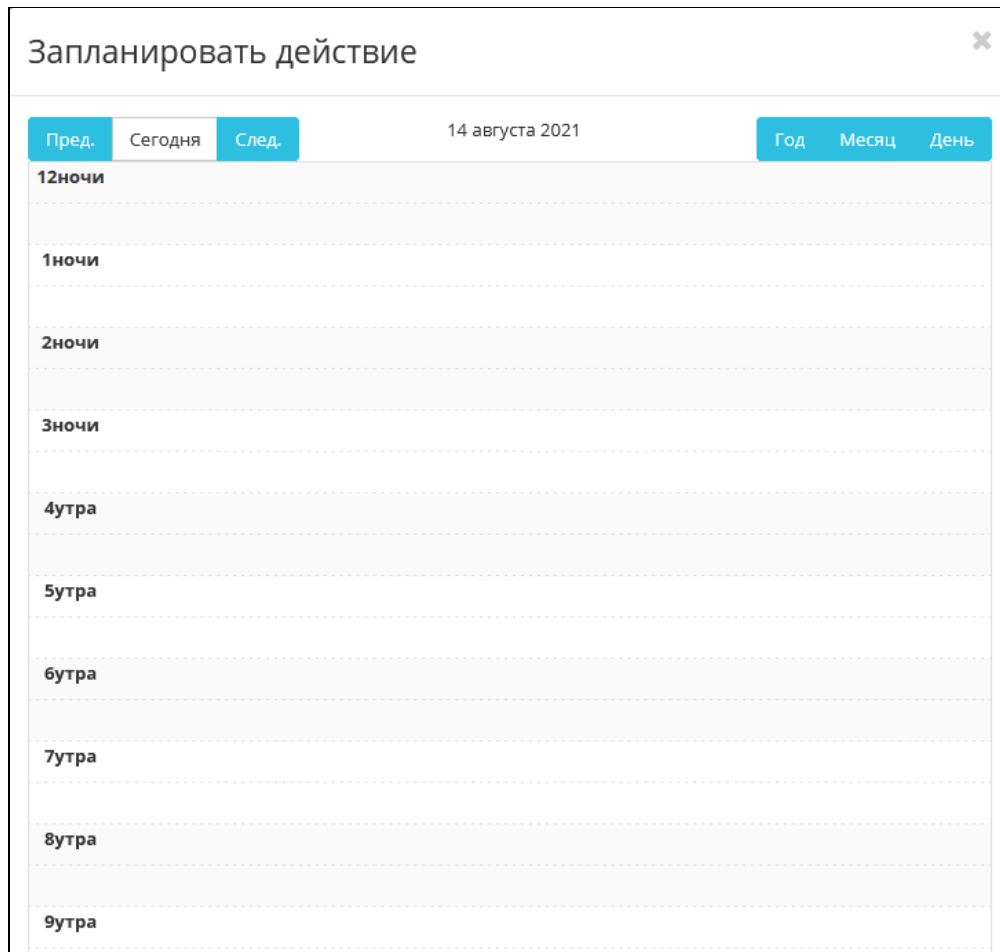 Запланировать действие
Пред. Сегодня След. 14 августа 2021 Год Месяц День
12ночи
1ночи
2ночи
3ночи
4утра
5утра
6утра
7утра
8утра
9утра